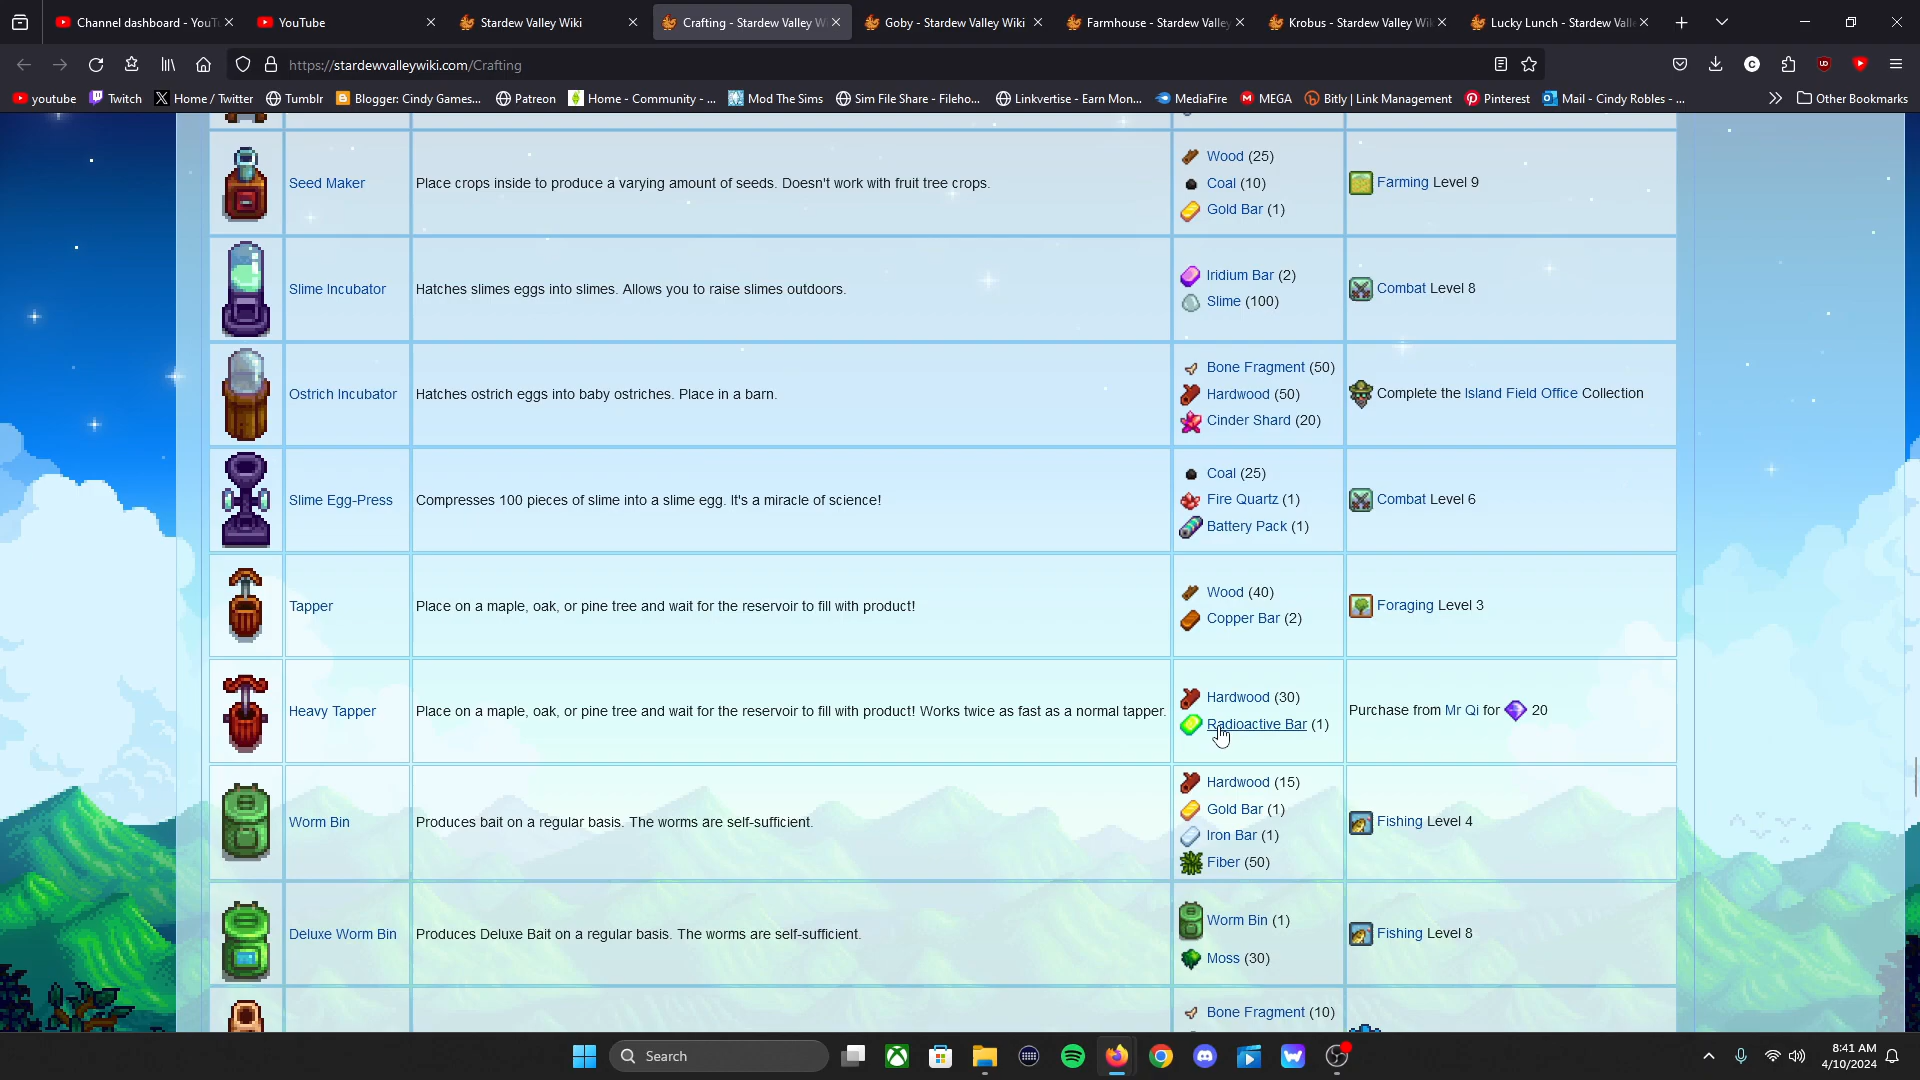 Channel dashboard - YouTu
YouTube
Stardew Valley Wiki
Crafting - Stardew Valley W
Goby - Stardew Valley Wiki
Farmhouse - Stardew Valley
Krobus - Stardew Valley Wik
Lucky Lunch - Stardew Valle
https://stardewvalleywiki.com/Crafting
youtube
Twitch
Home / Twitter
Tumblr
Blogger: Cindy Games...
Patreon
Home - Community - ...
Mod The Sims
Sim File Share - Fileho...
Linkvertise - Earn Mon...
MediaFire
MEGA
Bitly | Link Management
Pinterest
Mail - Cindy Robles - ...
Other Bookmarks
Seed Maker
Place crops inside to produce a varying amount of seeds. Doesn't work with fruit tree crops.
Wood (25)
Coal (10)
Gold Bar (1)
Farming Level 9
Slime Incubator
Hatches slimes eggs into slimes. Allows you to raise slimes outdoors.
Iridium Bar (2)
Slime (100)
Combat Level 8
Ostrich Incubator
Hatches ostrich eggs into baby ostriches. Place in a barn.
Bone Fragment (50)
Hardwood (50)
Cinder Shard (20)
Complete the Island Field Office Collection
Slime Egg-Press
Compresses 100 pieces of slime into a slime egg. It's a miracle of science!
Coal (25)
Fire Quartz (1)
Battery Pack (1)
Combat Level 6
Tapper
Place on a maple, oak, or pine tree and wait for the reservoir to fill with product!
Wood (40)
Copper Bar (2)
Foraging Level 3
Heavy Tapper
Place on a maple, oak, or pine tree and wait for the reservoir to fill with product! Works twice as fast as a normal tapper.
Hardwood (30)
Radioactive Bar (1)
Purchase from Mr Qi for 20
Worm Bin
Produces bait on a regular basis. The worms are self-sufficient.
Hardwood (15)
Gold Bar (1)
Iron Bar (1)
Fiber (50)
Fishing Level 4
Deluxe Worm Bin
Produces Deluxe Bait on a regular basis. The worms are self-sufficient.
Worm Bin (1)
Moss (30)
Fishing Level 8
Bone Fragment (10)
Search
8:41 AM
4/10/2024